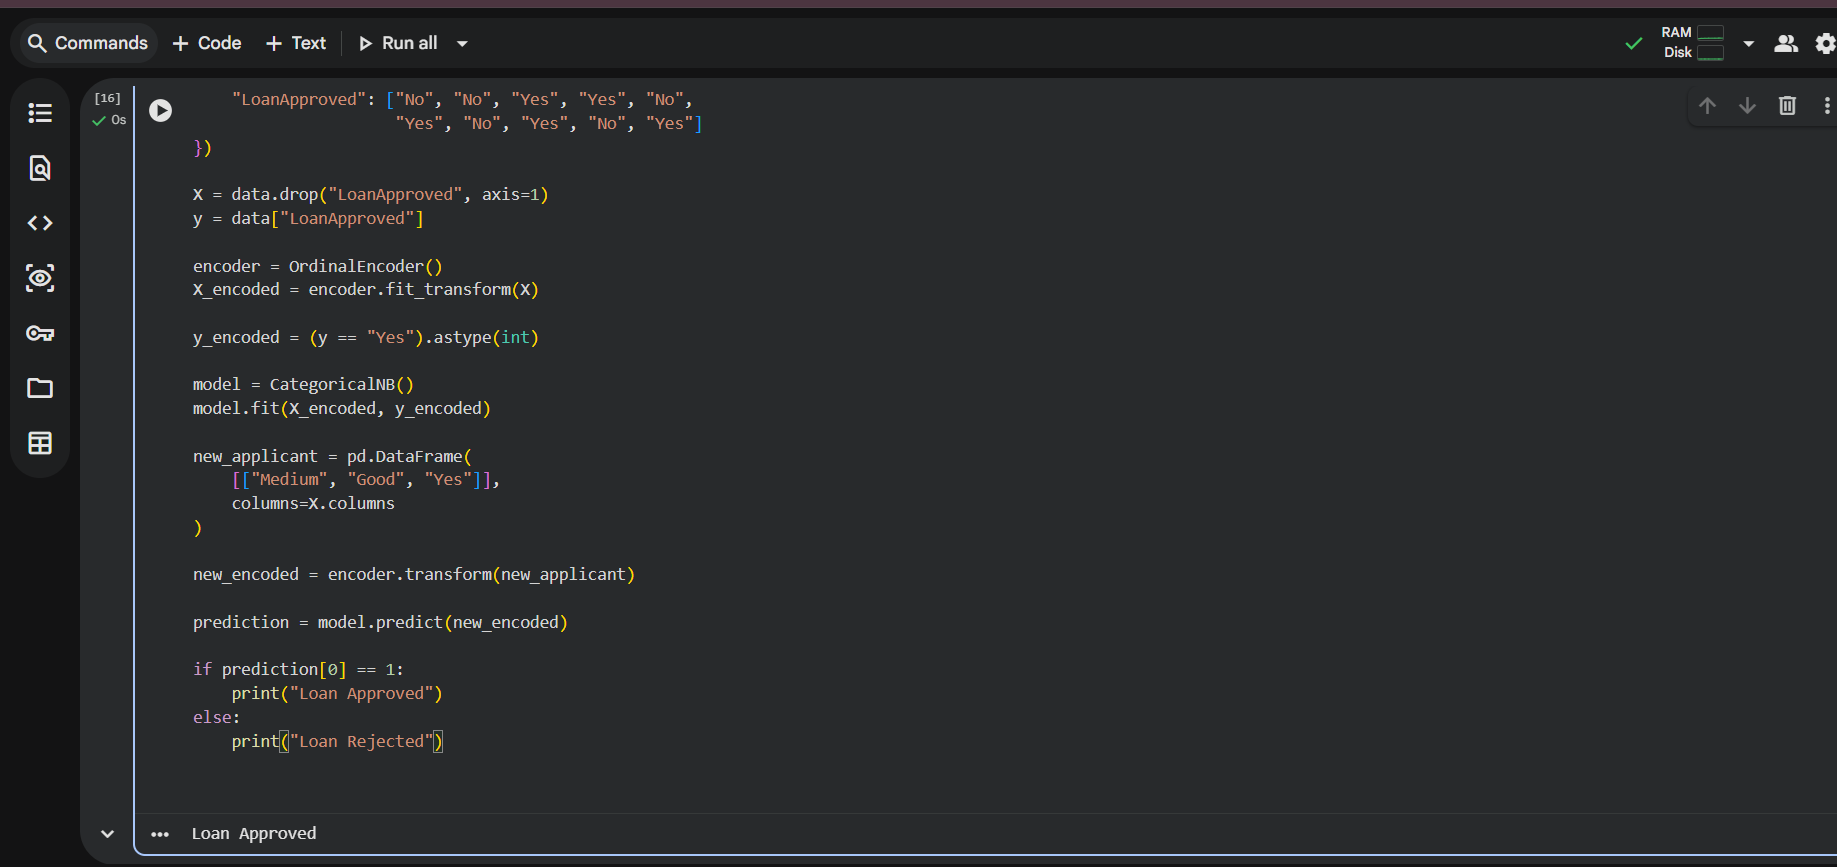 Commands + Code + Text Run all
RAM
Disk
[16]
0s
"LoanApproved": ["No", "No", "Yes", "Yes", "No",
"Yes", "No", "Yes", "No", "Yes"]
})
X = data.drop("LoanApproved", axis=1)
y = data["LoanApproved"]
encoder = OrdinalEncoder()
X_encoded = encoder.fit_transform(X)
y_encoded = (y == "Yes").astype(int)
model = CategoricalNB()
model.fit(X_encoded, y_encoded)
new_applicant = pd.DataFrame(
[["Medium", "Good", "Yes"]],
columns=X.columns
)
new_encoded = encoder.transform(new_applicant)
prediction = model.predict(new_encoded)
if prediction[0] == 1:
print("Loan Approved")
else:
print("Loan Rejected")
Loan Approved